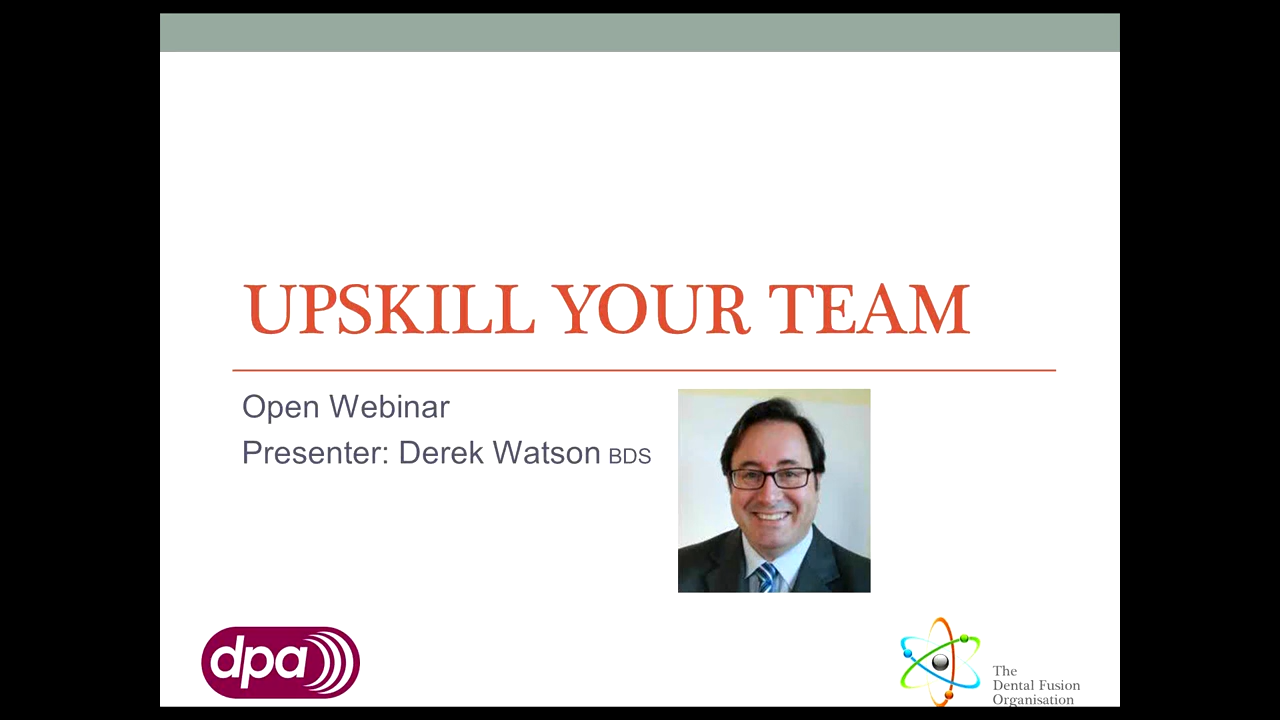 UPSKILL YOUR TEAM
Open Webinar
Presenter: Derek Watson BDS
dpa
The
Dental Fusion
Organisation